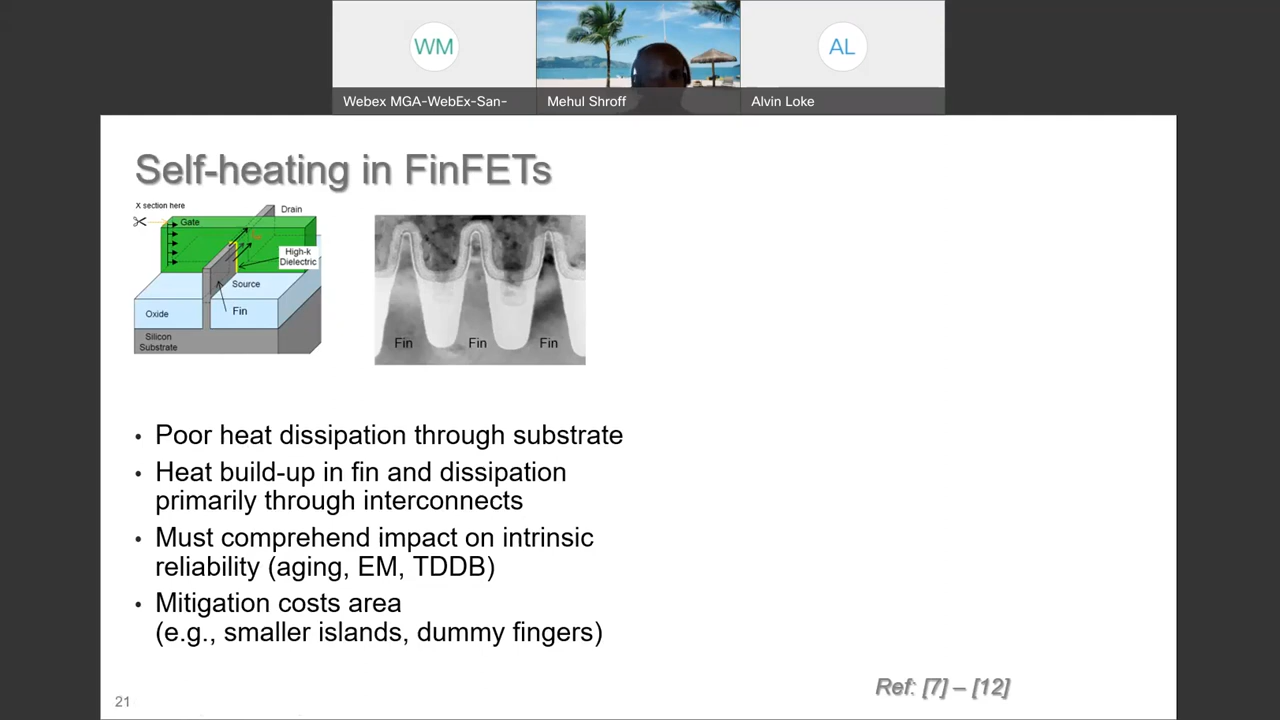 WM
AL
Webex MGA-WebEx-San-
Mehul Shroff
Alvin Loke
Self-heating in FinFETs
X section here
Drain
Gate
High-k
Dielectric
Source
Oxide
Fin
Silicon
Substrate
Fin
Fin
Fin
• Poor heat dissipation through substrate
• Heat build-up in fin and dissipation
primarily through interconnects
• Must comprehend impact on intrinsic
reliability (aging, EM, TDDB)
• Mitigation costs area
(e.g., smaller islands, dummy fingers)
Ref: [7] – [12]
21